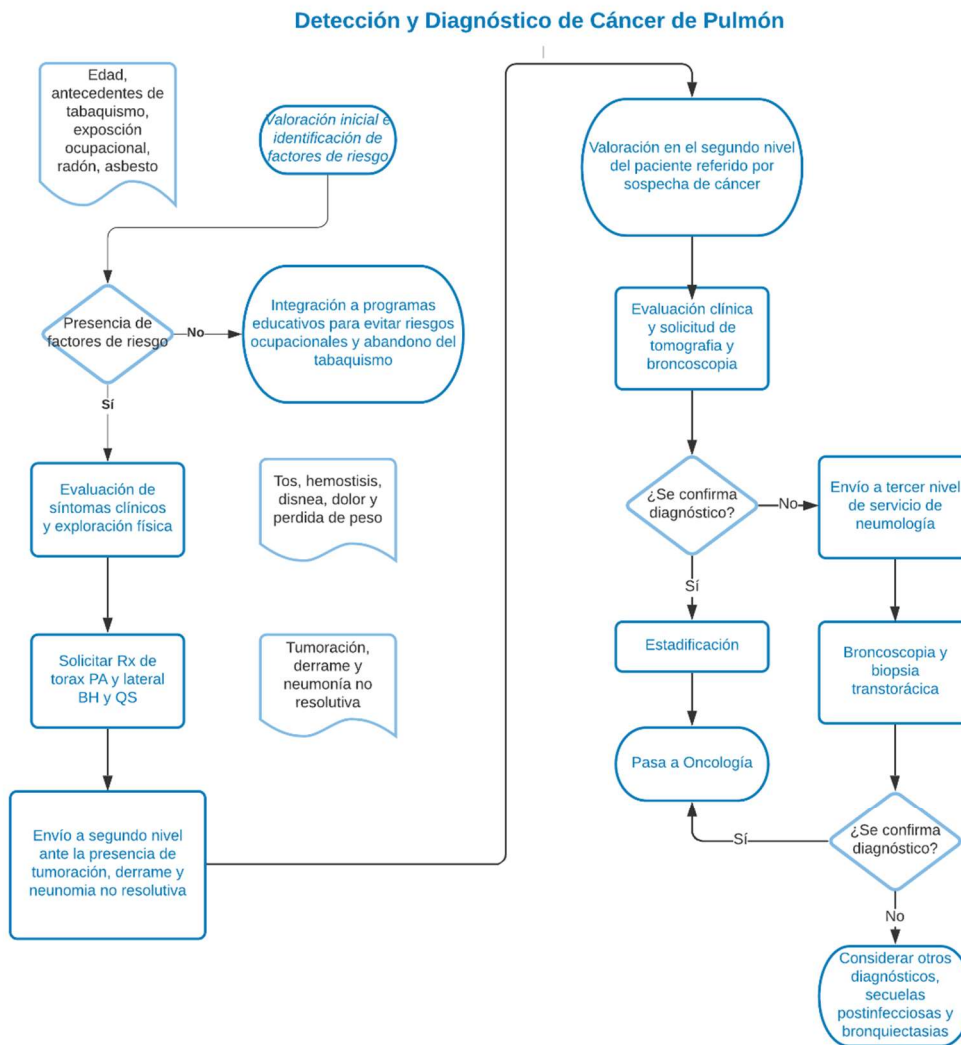 Detección y Diagnóstico de Cáncer de Pulmón
Edad,
antecedentes de
tabaquismo,
exposción
ocupacional,
radón, asbesto
Valoración inicial e
identificación de
factores de riesgo
Presencia de
factores de riesgo
No
Integración a programas
educativos para evitar riesgos
ocupacionales y abandono del
tabaquismo
Sí
Evaluación de
síntomas clínicos
y exploración física
Tos, hemostisis,
disnea, dolor y
perdida de peso
Solicitar Rx de
torax PA y lateral
BH y QS
Tumoración,
derrame y
neumonía no
resolutiva
Envío a segundo nivel
ante la presencia de
tumoración, derrame y
neunomia no resolutiva
Valoración en el segundo nivel
del paciente referido por
sospecha de cáncer
Evaluación clínica
y solicitud de
tomografia y
broncoscopia
¿Se confirma
diagnóstico?
No
Envío a tercer nivel
de servicio de
neumología
Sí
Estadificación
Broncoscopia y
biopsia
transtorácica
Pasa a Oncología
¿Se confirma
diagnóstico?
Sí
No
Considerar otros
diagnósticos,
secuelas
postinfecciosas y
bronquiectasias